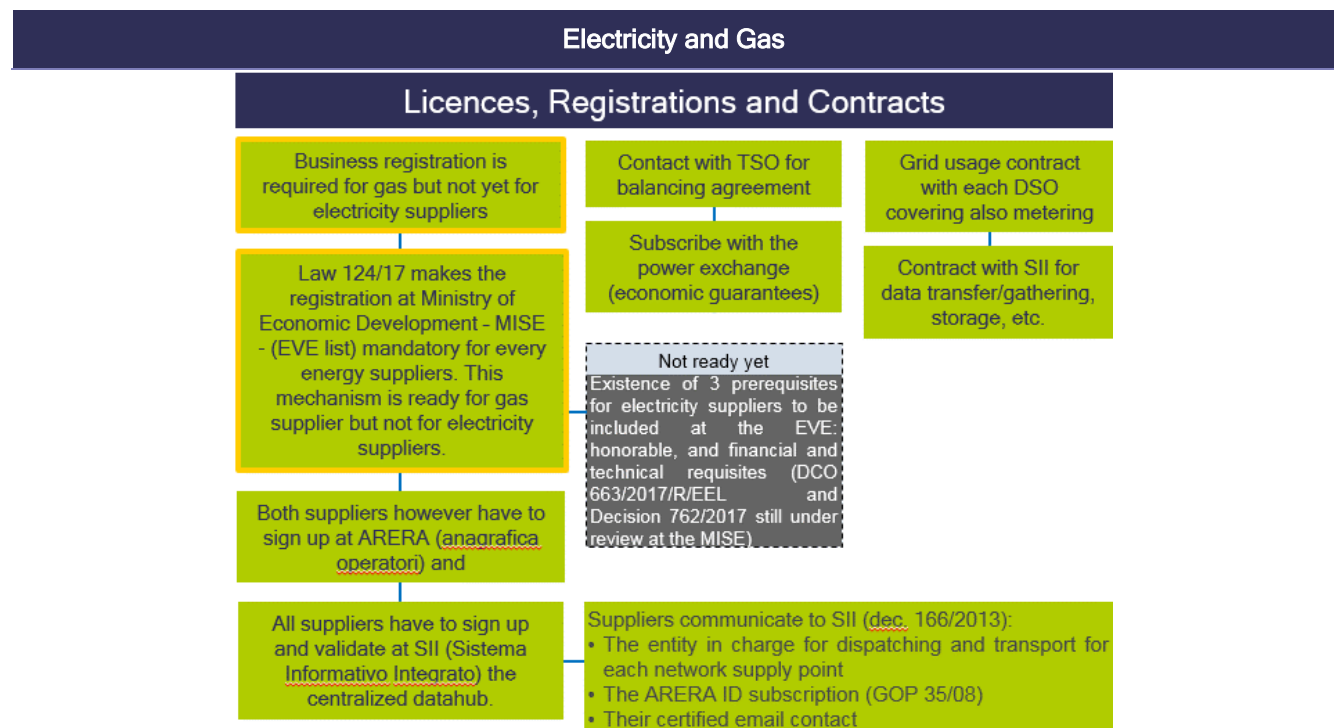 Electricity and Gas
Licences, Registrations and Contracts
Business registration is
required for gas but not yet for
electricity suppliers
Law 124/17 makes the
registration at Ministry of
Economic Development - MISE
- (EVE list) mandatory for every
energy suppliers. This
mechanism is ready for gas
supplier but not for electricity
suppliers.
Both suppliers however have to
sign up at ARERA (anagrafica
operatori) and
All suppliers have to sign up
and validate at SII (Sistema
Informativo Integrato) the
centralized datahub.
Contact with TSO for
balancing agreement
Subscribe with the
power exchange
(economic guarantees)
Not ready yet
Existence of 3 prerequisites
for electricity suppliers to be
included at the EVE:
honorable, and financial and
technical requisites (DCO
663/2017/R/EEL and
Decision 762/2017 still under
review at the MISE)
Grid usage contract
with each DSO
covering also metering
Contract with SII for
data transfer/gathering,
storage, etc.
Suppliers communicate to SII (dec. 166/2013):
• The entity in charge for dispatching and transport for
each network supply point
• The ARERA ID subscription (GOP 35/08)
• Their certified email contact